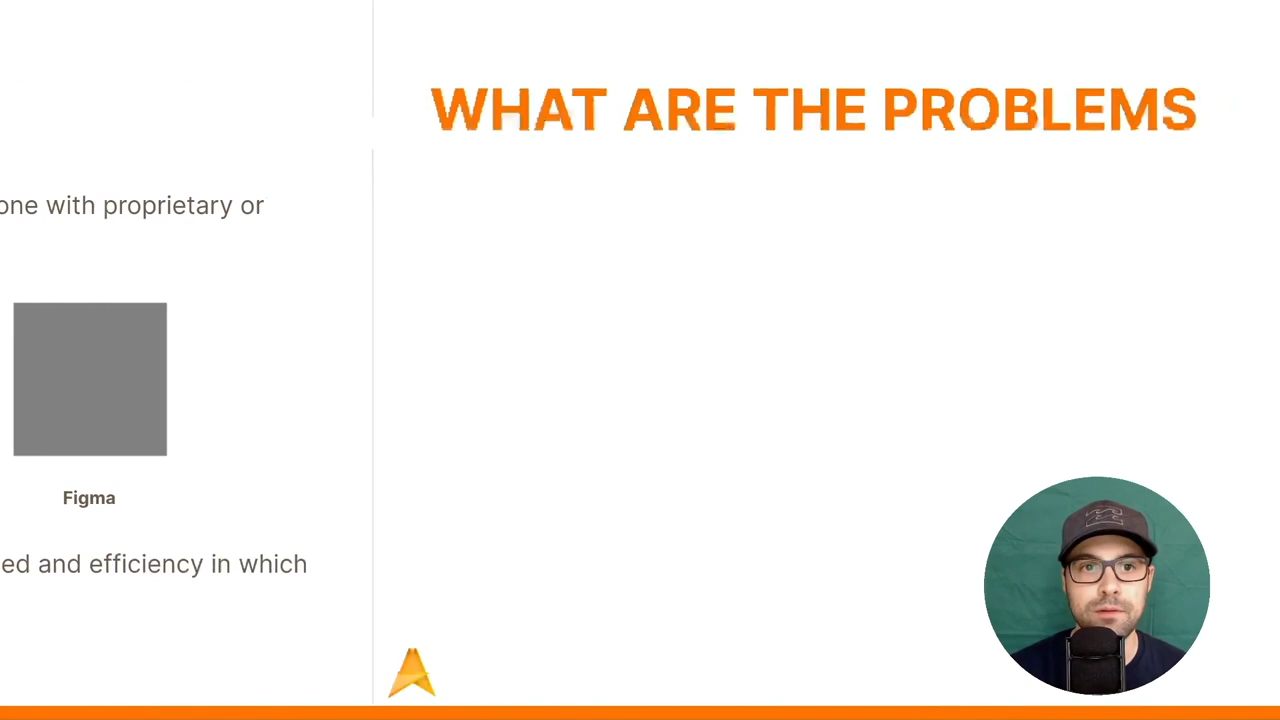 WHAT ARE THE PROBLEMS
one with proprietary or
Figma
ed and efficiency in which